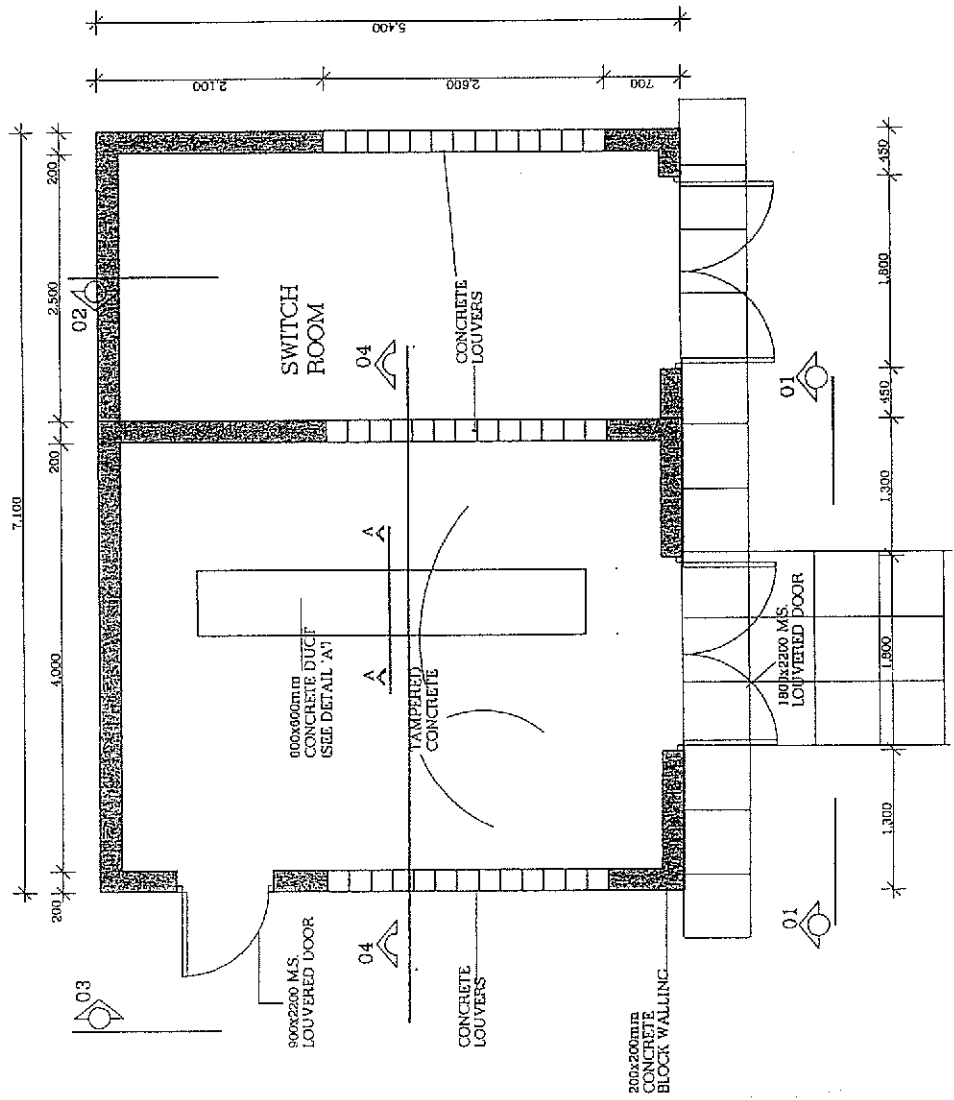 7,100
200
4,000
200
2,500
200
5,400
2,100
2,600
700
02
03
SWITCH
ROOM
04
CONCRETE
LOUVERS
A
A
CONCRETE DUCT
(SEE DETAIL 'A')
TAMPERED
CONCRETE
900x2200 M.S.
LOUVERED DOOR
04
CONCRETE
LOUVERS
200x200mm
CONCRETE
BLOCK WALLING
1800x2200 M.S.
LOUVERED DOOR
01
01
1,300
1,800
1,300
450
1,800
450